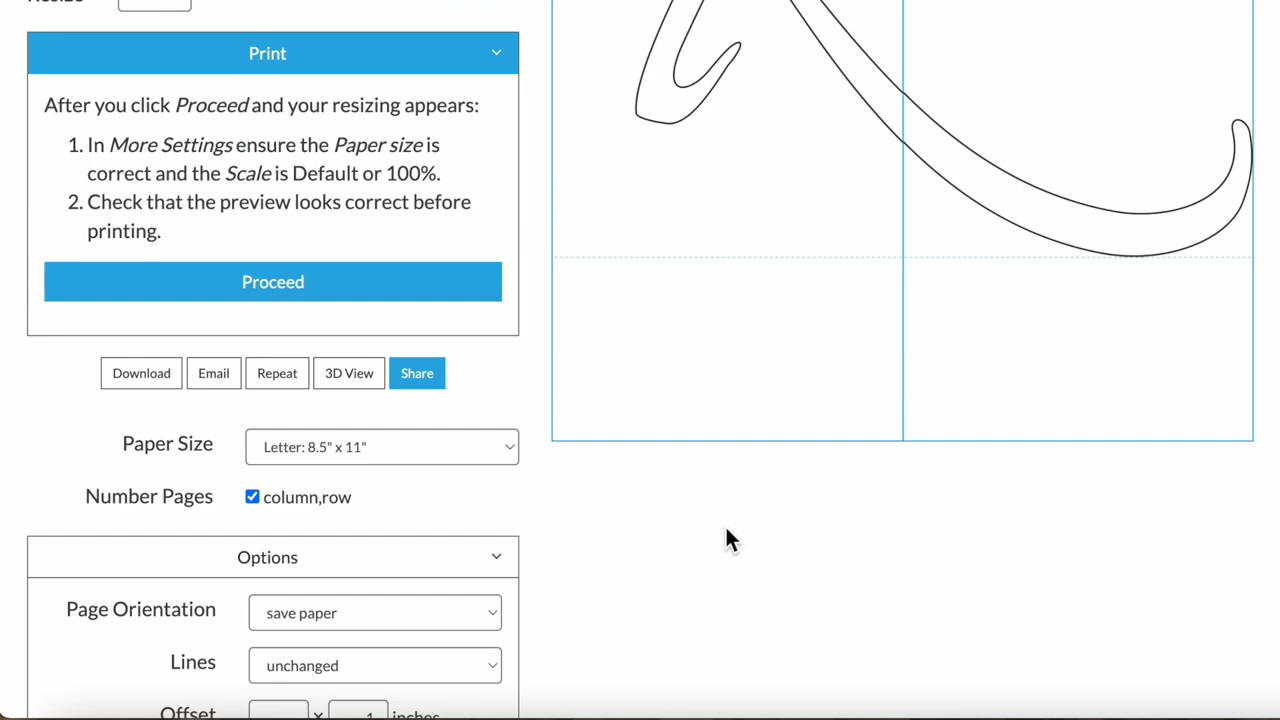 Print
After you click Proceed and your resizing appears:
1. In More Settings ensure the Paper size is
correct and the Scale is Default or 100%.
2. Check that the preview looks correct before
printing.
Proceed
Download Email Repeat 3D View Share
Paper Size Letter: 8.5" x 11"
Number Pages column,row
Options
Page Orientation save paper
Lines unchanged
Offset x 1 inches